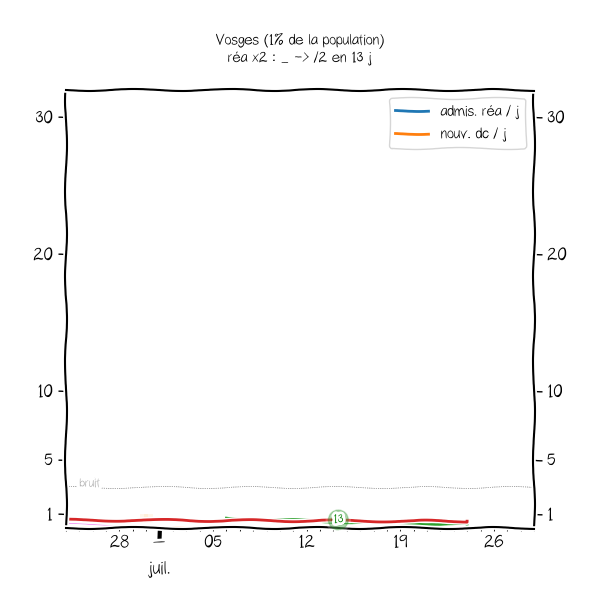 Vosges (1% de la population)
réa x2 : _ -> /2 en 13 j
admis. réa / j
nouv. dc / j
30
30
20
20
10
10
5
5
bruit
1
13
1
28
05
12
19
26
juil.